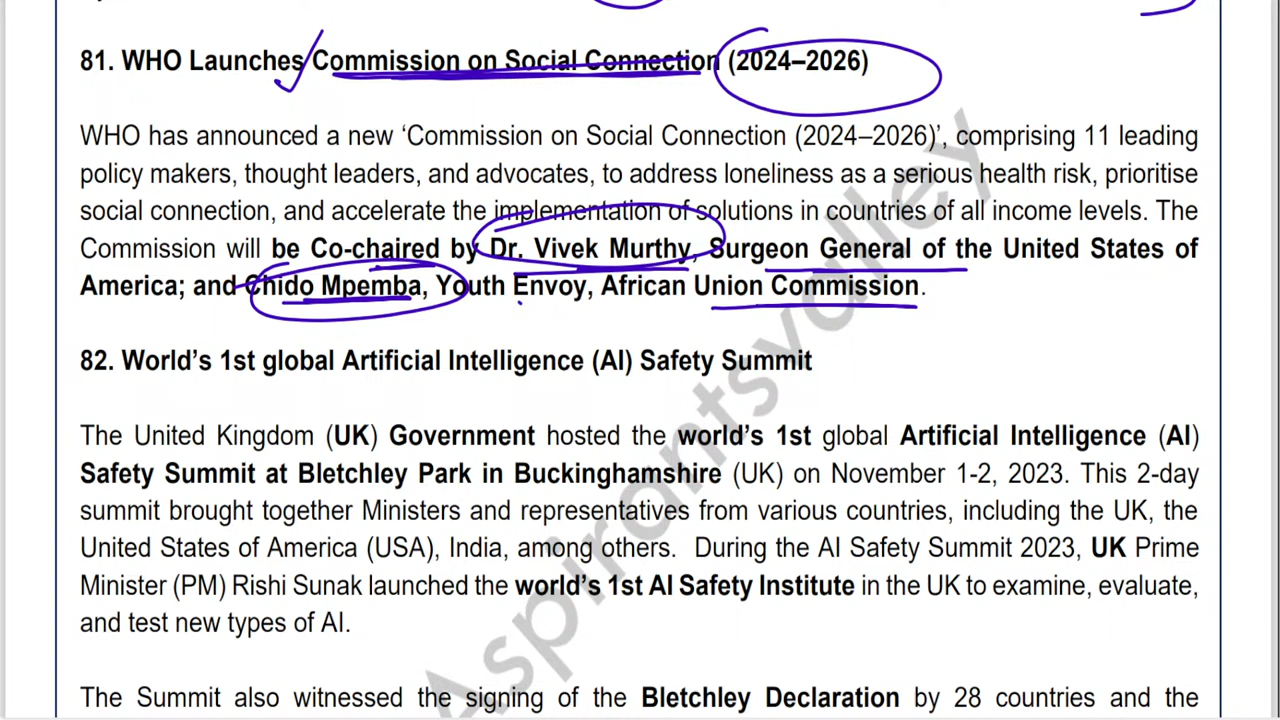 81. WHO Launches Commission on Social Connection (2024–2026)
WHO has announced a new ‘Commission on Social Connection (2024–2026)’, comprising 11 leading
policy makers, thought leaders, and advocates, to address loneliness as a serious health risk, prioritise
social connection, and accelerate the implementation of solutions in countries of all income levels. The
Commission will be Co-chaired by Dr. Vivek Murthy, Surgeon General of the United States of
America; and Chido Mpemba, Youth Envoy, African Union Commission.
82. World’s 1st global Artificial Intelligence (AI) Safety Summit
The United Kingdom (UK) Government hosted the world’s 1st global Artificial Intelligence (AI)
Safety Summit at Bletchley Park in Buckinghamshire (UK) on November 1-2, 2023. This 2-day
summit brought together Ministers and representatives from various countries, including the UK, the
United States of America (USA), India, among others. During the AI Safety Summit 2023, UK Prime
Minister (PM) Rishi Sunak launched the world’s 1st AI Safety Institute in the UK to examine, evaluate,
and test new types of AI.
The Summit also witnessed the signing of the Bletchley Declaration by 28 countries and the
Aspirantsvalley